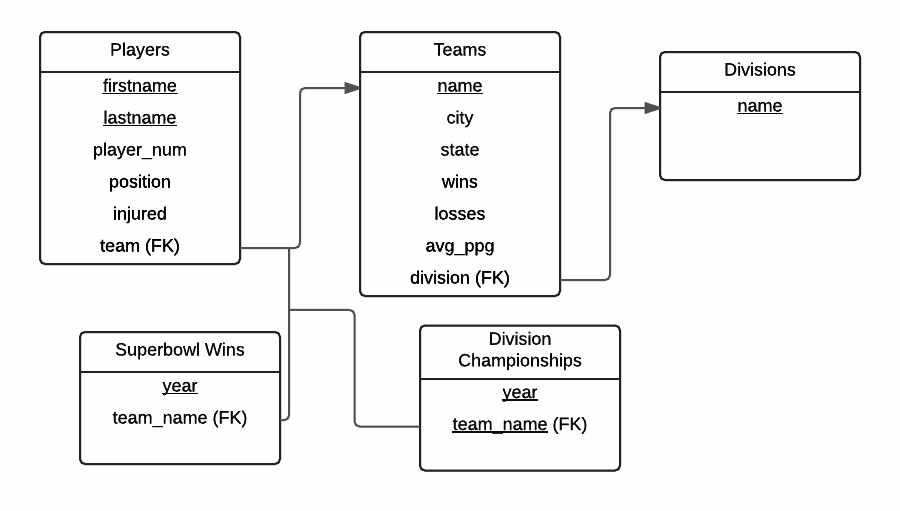 Players
firstname
lastname
player_num
position
injured
team (FK)
Teams
name
city
state
wins
losses
avg_ppg
division (FK)
Divisions
name
Superbowl Wins
year
team_name (FK)
Division
Championships
year
team_name (FK)